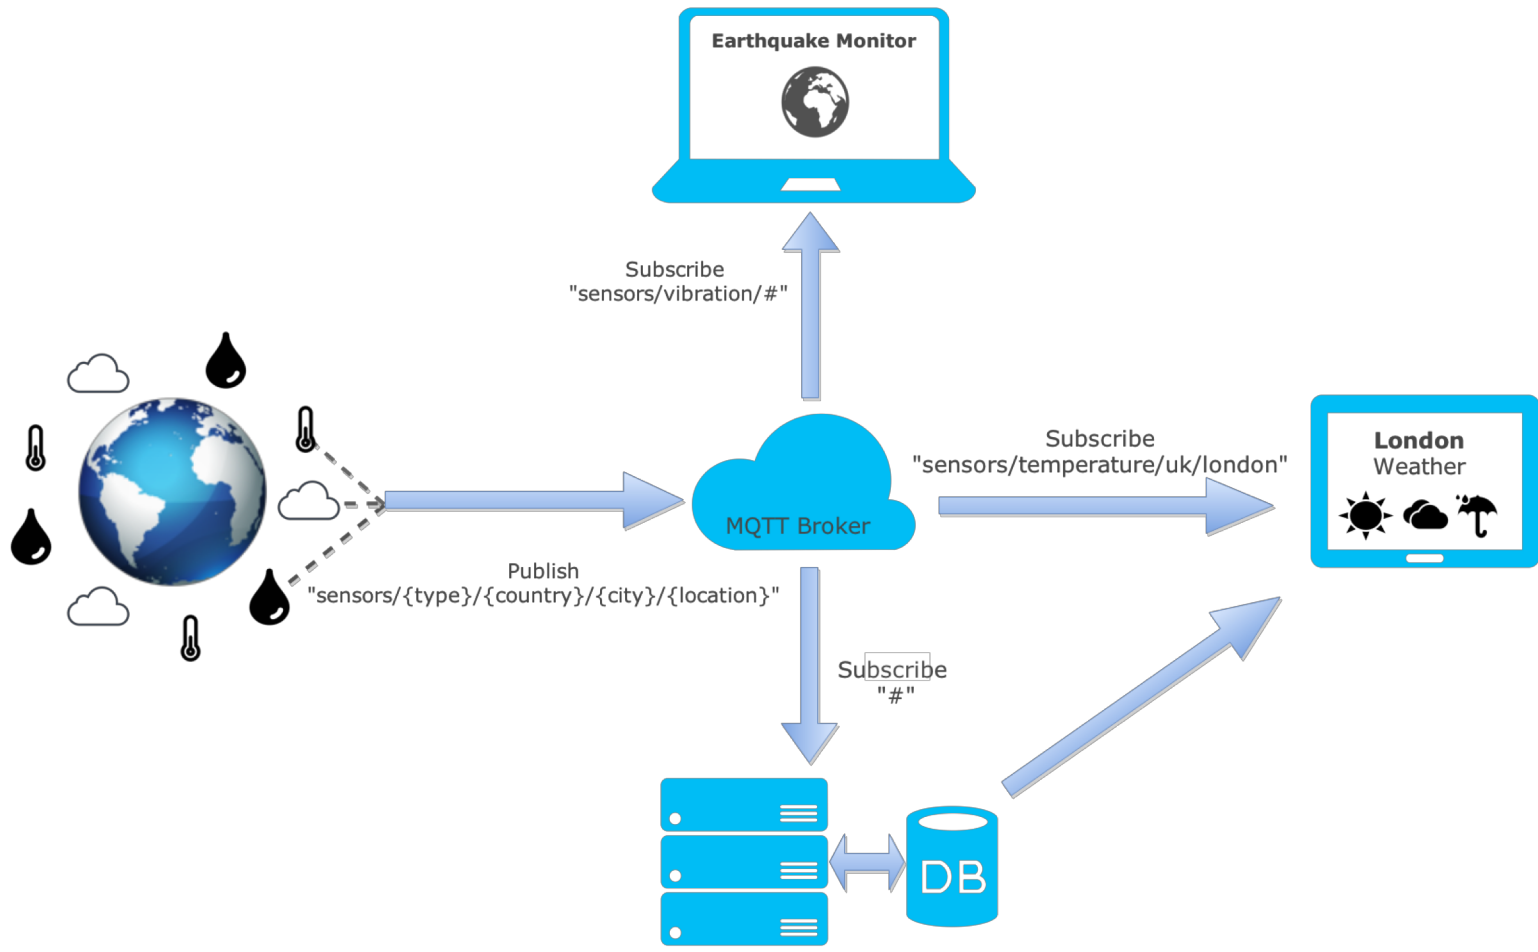 Earthquake Monitor
Subscribe
"sensors/vibration/#"
Subscribe
"sensors/temperature/uk/london"
London
Weather
MQTT Broker
Publish
"sensors/{type}/{country}/{city}/{location}"
Subscribe
"#"
DB